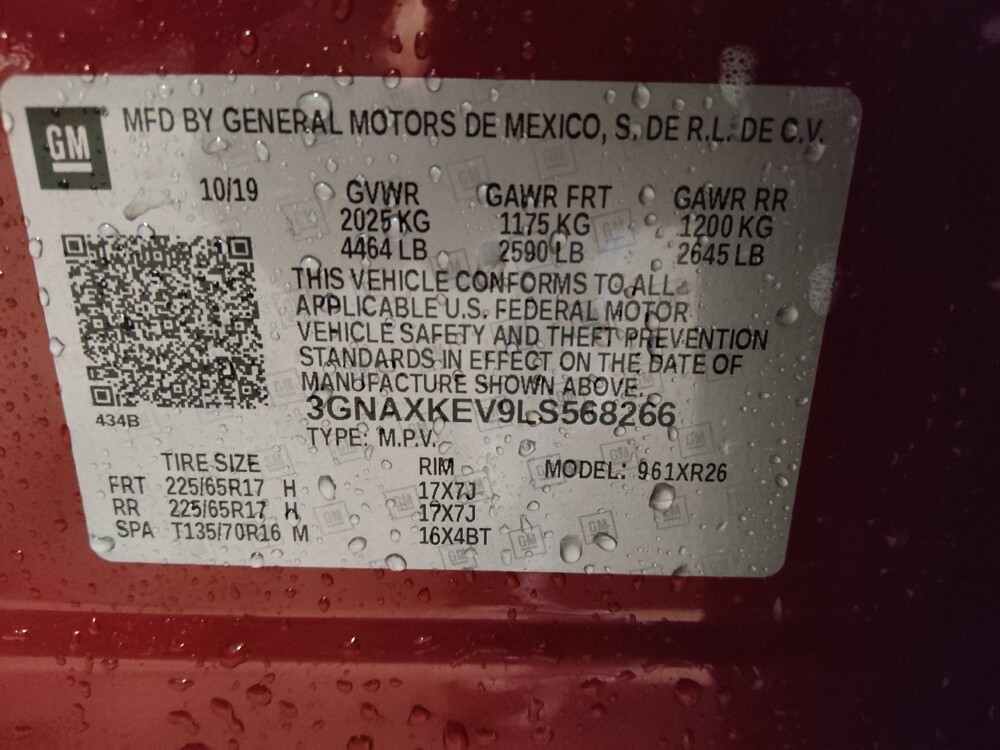 GM
MFD BY GENERAL MOTORS DE MEXICO, S. DE R.L. DE C.V.
10/19 GVWR GAWR FRT GAWR RR
2025 KG 1175 KG 1200 KG
4464 LB 2590 LB 2645 LB
THIS VEHICLE CONFORMS TO ALL
APPLICABLE U.S. FEDERAL MOTOR
VEHICLE SAFETY AND THEFT PREVENTION
STANDARDS IN EFFECT ON THE DATE OF
MANUFACTURE SHOWN ABOVE.
434B
3GNAXKEV9LS568266
TYPE: M.P.V.
TIRE SIZE RIM MODEL: 961XR26
FRT 225/65R17 H 17X7J
RR 225/65R17 H 17X7J
SPA T135/70R16 M 16X4BT